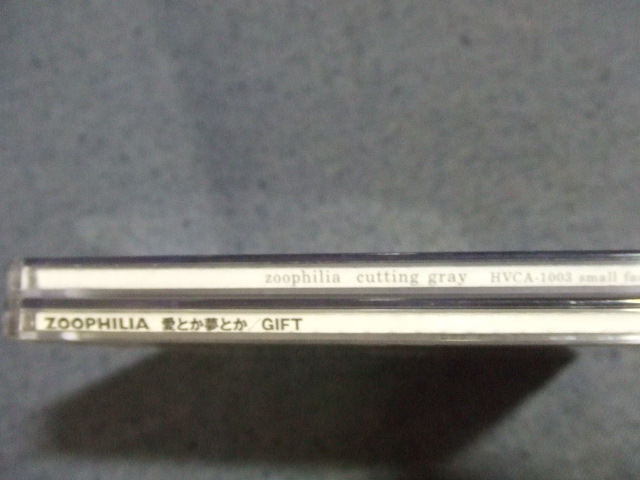 zoophilia cutting gray HVCA-1003 small
ZOOPHILIA 愛とか夢とか/GIFT